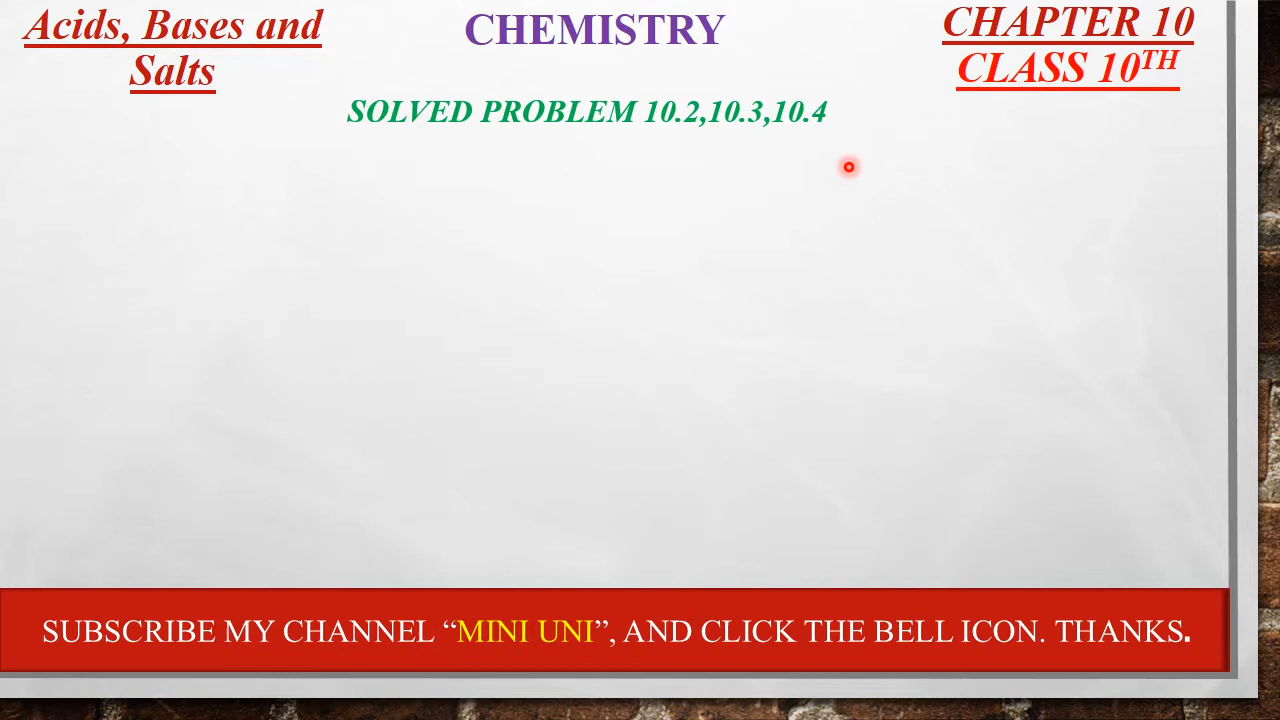 Acids, Bases and
Salts
CHEMISTRY
CHAPTER 10
CLASS 10TH
SOLVED PROBLEM 10.2,10.3,10.4
SUBSCRIBE MY CHANNEL “MINI UNI”, AND CLICK THE BELL ICON. THANKS.